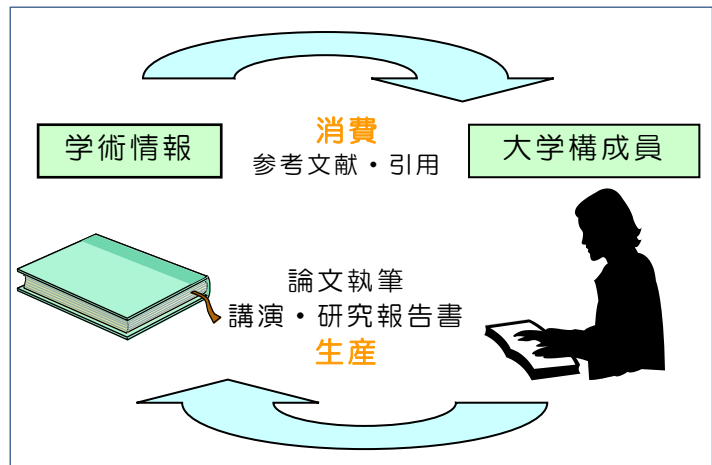 消費
学術情報
大学構成員
参考文献・引用
論文執筆
講演・研究報告書
生産